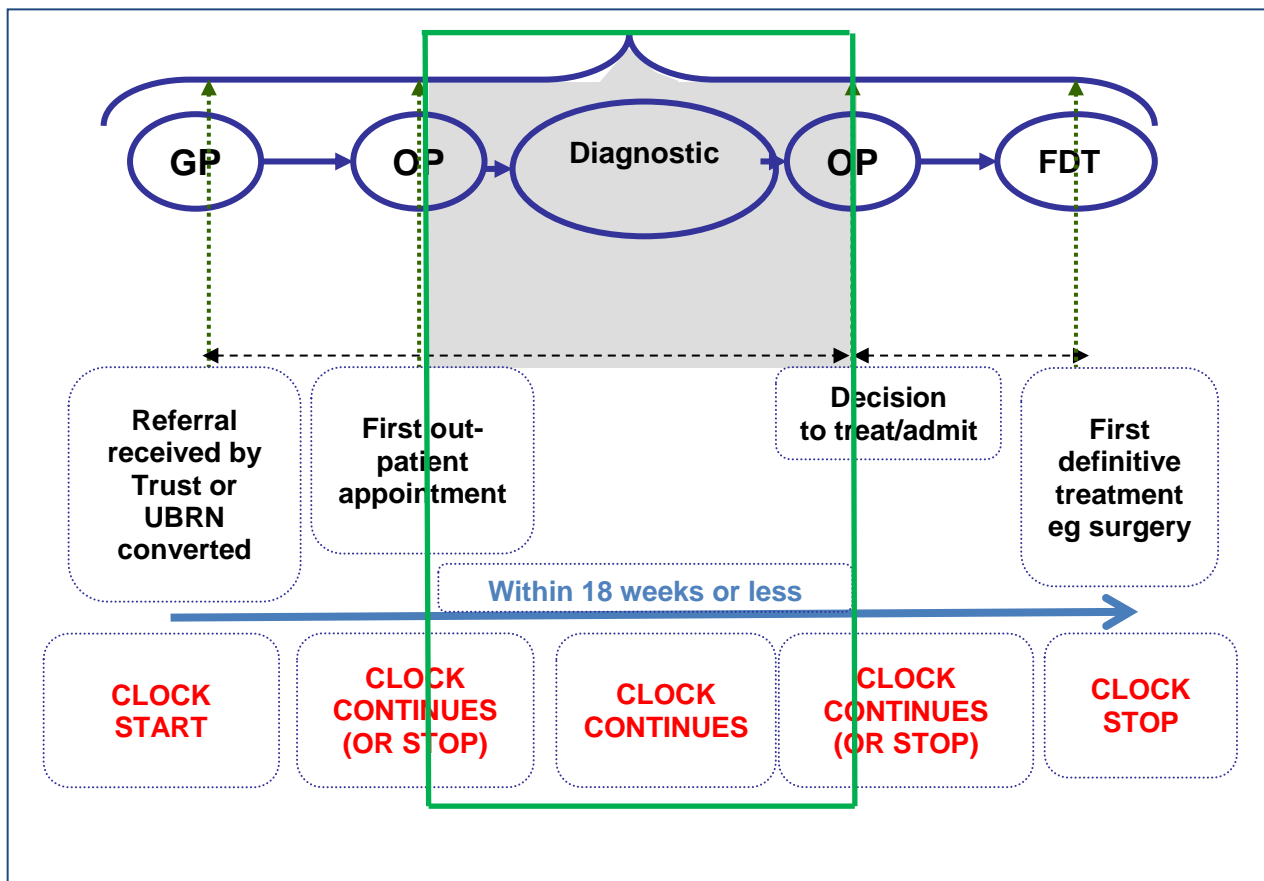 GP
OP
Diagnostic
OP
FDT
Referral
received by
Trust or
UBRN
converted
First out-
patient
appointment
Decision
to treat/admit
First
definitive
treatment
eg surgery
Within 18 weeks or less
CLOCK
START
CLOCK
CONTINUES
(OR STOP)
CLOCK
CONTINUES
CLOCK
CONTINUES
(OR STOP)
CLOCK
STOP